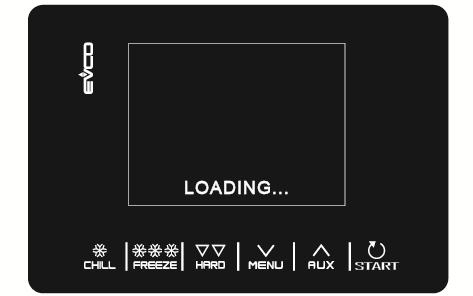 EVCO
LOADING...
CHILL FREEZE HARD MENU AUX START